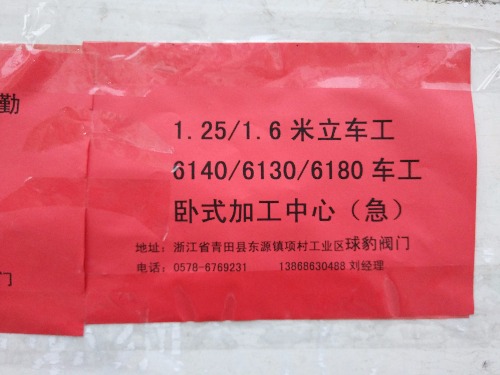 勤
1.25/1.6 米立车工
6140/6130/6180 车工
卧式加工中心（急）
地址：浙江省青田县东源镇项村工业区球豹阀门
电话：0578-6769231 13868630488 刘经理
门